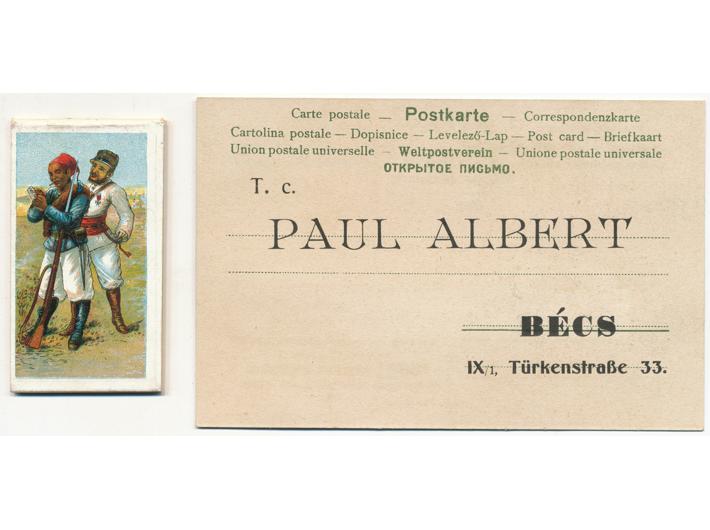 Carte postale — Postkarte — Correspondenzkarte
Cartolina postale — Dopisnice — Levelező-Lap — Post card — Briefkaart
Union postale universelle - Weltpostverein - Unione postale universale
ОТКРЫТОЕ ПИСЬМО.
T. c.
PAUL ALBERT
BÉCS
IX/1, Türkenstraße 33.